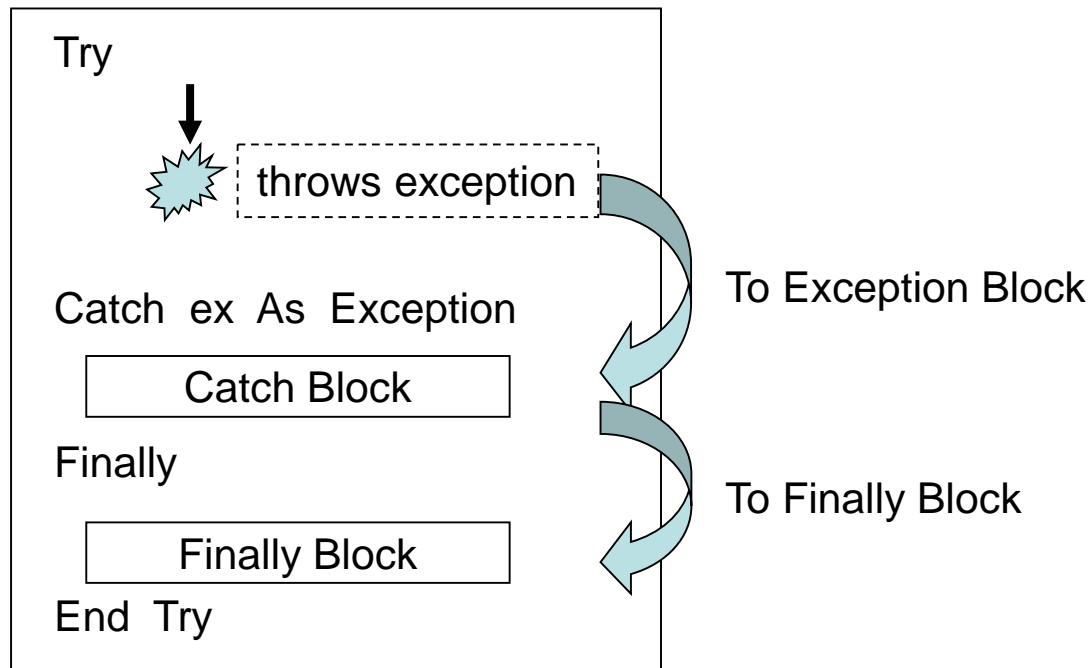 Try
throws exception
To Exception Block
Catch ex As Exception
Catch Block
Finally
To Finally Block
Finally Block
End Try